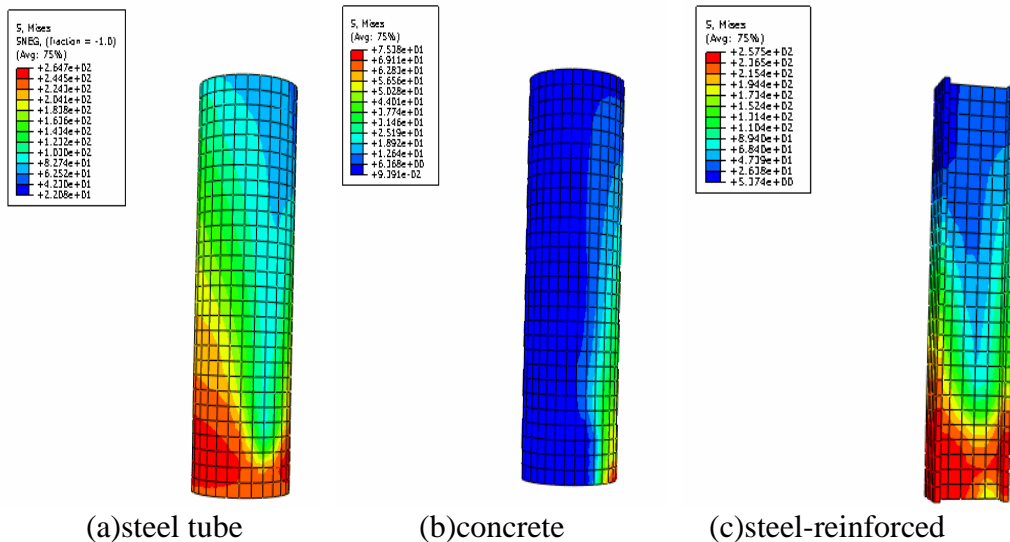 S, Mises
SNEG, (fraction = -1.0)
(Avg: 75%)
+2.647e+02
+2.445e+02
+2.243e+02
+2.041e+02
+1.838e+02
+1.636e+02
+1.434e+02
+1.232e+02
+1.030e+02
+8.274e+01
+6.252e+01
+4.230e+01
+2.208e+01
S, Mises
(Avg: 75%)
+7.538e+01
+6.911e+01
+6.283e+01
+5.656e+01
+5.028e+01
+4.401e+01
+3.774e+01
+3.146e+01
+2.519e+01
+1.892e+01
+1.264e+01
+6.368e+00
+9.391e-02
S, Mises
(Avg: 75%)
+2.575e+02
+2.365e+02
+2.154e+02
+1.944e+02
+1.734e+02
+1.524e+02
+1.314e+02
+1.104e+02
+8.940e+01
+6.840e+01
+4.739e+01
+2.638e+01
+5.374e+00
(a)steel tube
(b)concrete
(c)steel-reinforced